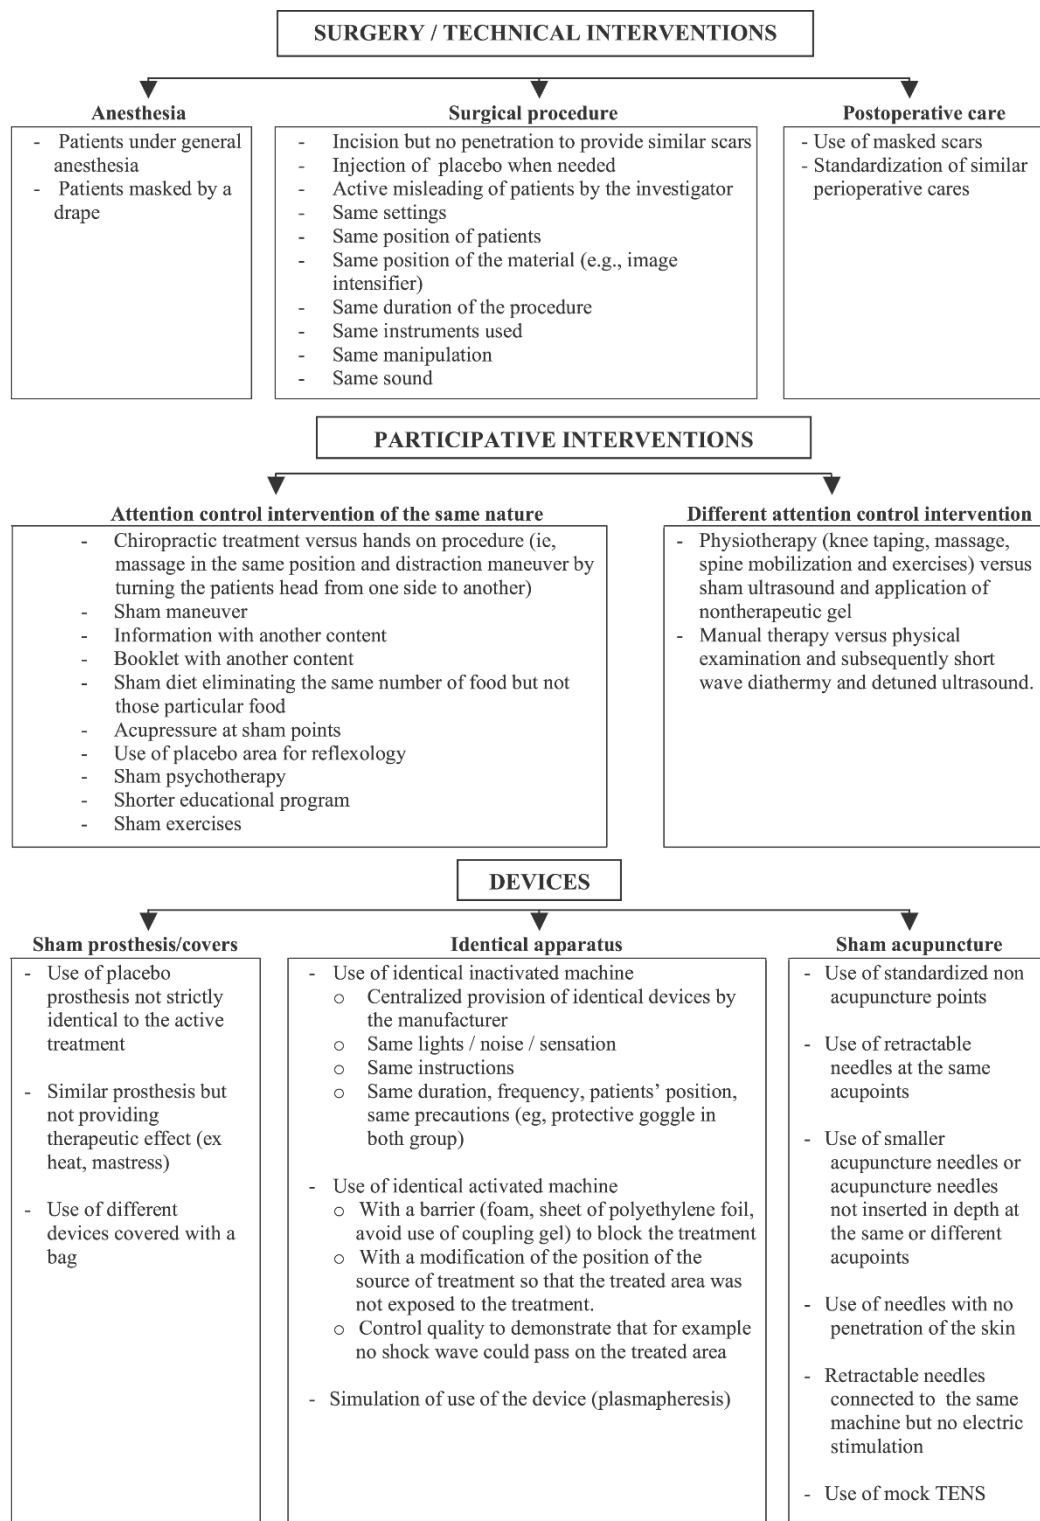 SURGERY / TECHNICAL INTERVENTIONS
Anesthesia
- Patients under general
anesthesia
- Patients masked by a
drape
Surgical procedure
- Incision but no penetration to provide similar scars
- Injection of placebo when needed
- Active misleading of patients by the investigator
- Same settings
- Same position of patients
- Same position of the material (e.g., image
intensifier)
- Same duration of the procedure
- Same instruments used
- Same manipulation
- Same sound
Postoperative care
- Use of masked scars
- Standardization of similar
perioperative cares
PARTICIPATIVE INTERVENTIONS
Attention control intervention of the same nature
- Chiropractic treatment versus hands on procedure (ie,
massage in the same position and distraction maneuver by
turning the patients head from one side to another)
- Sham maneuver
- Information with another content
- Booklet with another content
- Sham diet eliminating the same number of food but not
those particular food
- Acupressure at sham points
- Use of placebo area for reflexology
- Sham psychotherapy
- Shorter educational program
- Sham exercises
Different attention control intervention
- Physiotherapy (knee taping, massage,
spine mobilization and exercises) versus
sham ultrasound and application of
nontherapeutic gel
- Manual therapy versus physical
examination and subsequently short
wave diathermy and detuned ultrasound.
DEVICES
Sham prosthesis/covers
- Use of placebo
prosthesis not strictly
identical to the active
treatment
- Similar prosthesis but
not providing
therapeutic effect (ex
heat, mastress)
- Use of different
devices covered with a
bag
Identical apparatus
- Use of identical inactivated machine
o Centralized provision of identical devices by
the manufacturer
o Same lights / noise / sensation
o Same instructions
o Same duration, frequency, patients' position,
same precautions (eg, protective goggle in
both group)
- Use of identical activated machine
o With a barrier (foam, sheet of polyethylene foil,
avoid use of coupling gel) to block the treatment
o With a modification of the position of the
source of treatment so that the treated area was
not exposed to the treatment.
o Control quality to demonstrate that for example
no shock wave could pass on the treated area
- Simulation of use of the device (plasmapheresis)
Sham acupuncture
- Use of standardized non
acupuncture points
- Use of retractable
needles at the same
acupoints
- Use of smaller
acupuncture needles or
acupuncture needles
not inserted in depth at
the same or different
acupoints
- Use of needles with no
penetration of the skin
- Retractable needles
connected to the same
machine but no electric
stimulation
- Use of mock TENS